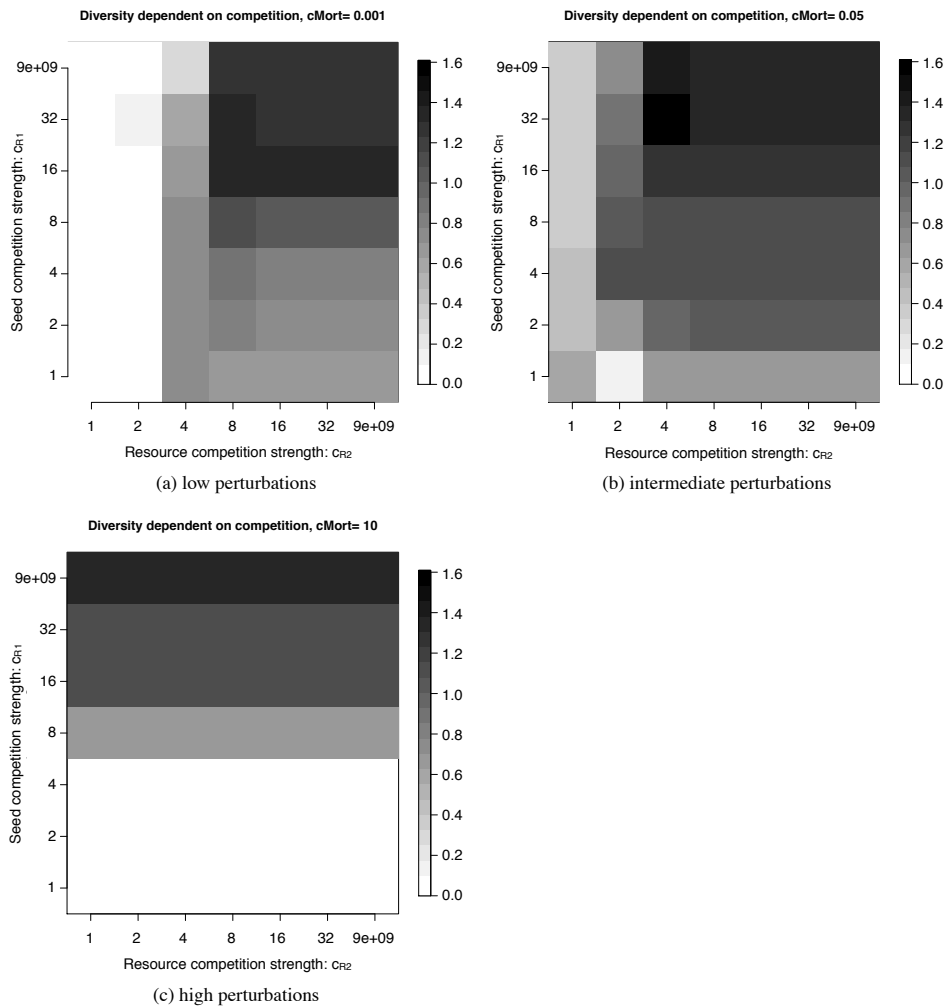 Diversity dependent on competition, cMort= 0.001
Seed competition strength: cR1
9e+09
32
16
8
4
2
1
1 2 4 8 16 32 9e+09
Resource competition strength: cR2
1.6
1.4
1.2
1.0
0.8
0.6
0.4
0.2
0.0
(a) low perturbations
Diversity dependent on competition, cMort= 0.05
Seed competition strength: cR1
9e+09
32
16
8
4
2
1
1 2 4 8 16 32 9e+09
Resource competition strength: cR2
1.6
1.4
1.2
1.0
0.8
0.6
0.4
0.2
0.0
(b) intermediate perturbations
Diversity dependent on competition, cMort= 10
Seed competition strength: cR1
9e+09
32
16
8
4
2
1
1 2 4 8 16 32 9e+09
Resource competition strength: cR2
1.6
1.4
1.2
1.0
0.8
0.6
0.4
0.2
0.0
(c) high perturbations